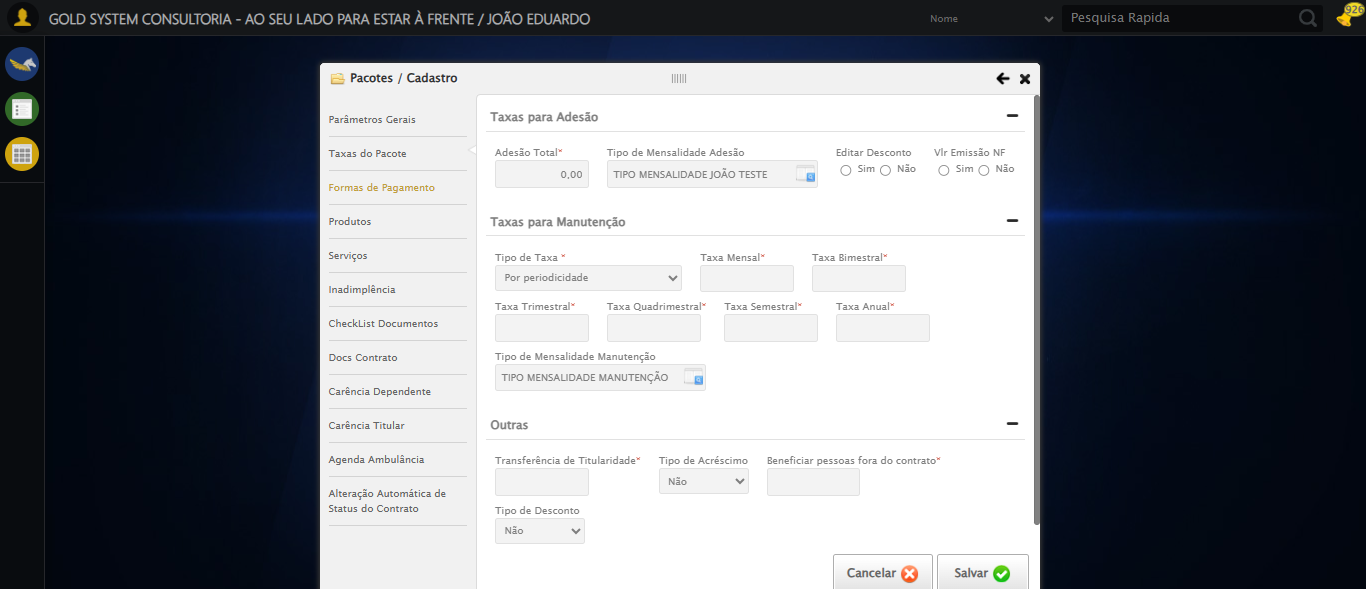 GOLD SYSTEM CONSULTORIA - AO SEU LADO PARA ESTAR À FRENTE / JOÃO EDUARDO
Nome
Pesquisa Rapida
926
Pacotes / Cadastro
Parâmetros Gerais
Taxas do Pacote
Formas de Pagamento
Produtos
Serviços
Inadimplência
CheckList Documentos
Docs Contrato
Carência Dependente
Carência Titular
Agenda Ambulância
Alteração Automática de
Status do Contrato
Taxas para Adesão
Adesão Total* Tipo de Mensalidade Adesão Editar Desconto Vlr Emissão NF
0,00 TIPO MENSALIDADE JOÃO TESTE Sim Não Sim Não
Taxas para Manutenção
Tipo de Taxa * Taxa Mensal* Taxa Bimestral*
Por periodicidade
Taxa Trimestral* Taxa Quadrimestral* Taxa Semestral* Taxa Anual*
Tipo de Mensalidade Manutenção
TIPO MENSALIDADE MANUTENÇÃO
Outras
Transferência de Titularidade* Tipo de Acréscimo Beneficiar pessoas fora do contrato*
Não
Tipo de Desconto
Não
Cancelar Salvar